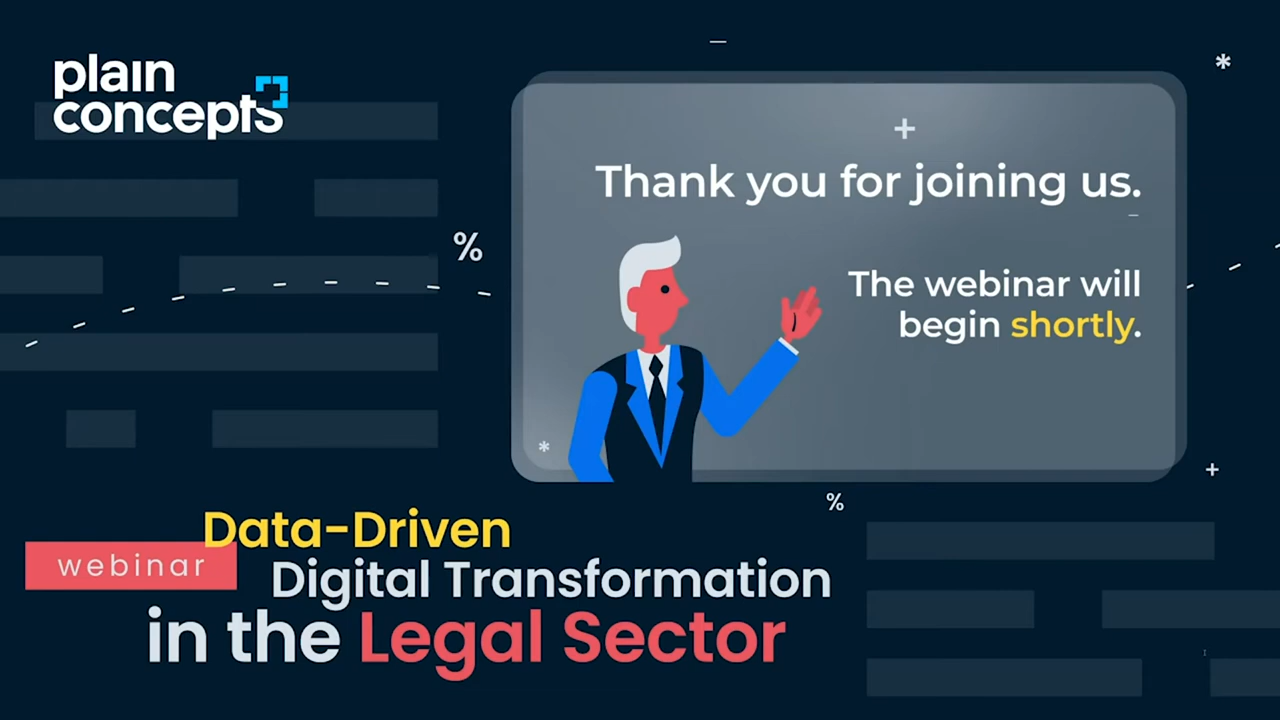 plain
concepts
Thank you for joining us.
The webinar will
begin shortly.
Data-Driven
webinar
Digital Transformation
in the Legal Sector